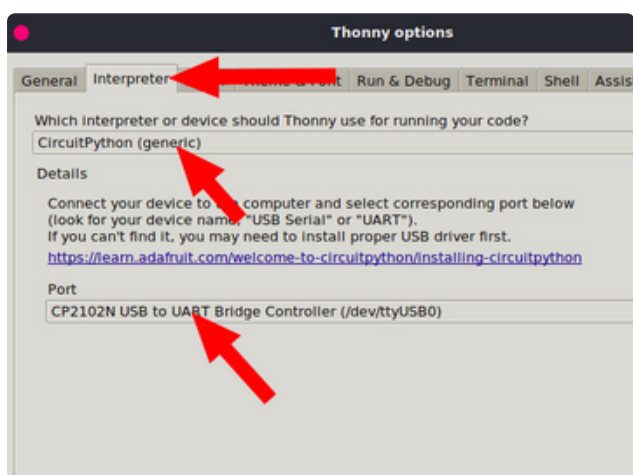 Thonny options
General Interpreter Font Run & Debug Terminal Shell Assis
Which interpreter or device should Thonny use for running your code?
CircuitPython (generic)
Details
Connect your device to computer and select corresponding port below
(look for your device name, "USB Serial" or "UART").
If you can't find it, you may need to install proper USB driver first.
https://learn.adafruit.com/welcome-to-circuitpython/installing-circuitpython
Port
CP2102N USB to UART Bridge Controller (/dev/ttyUSB0)